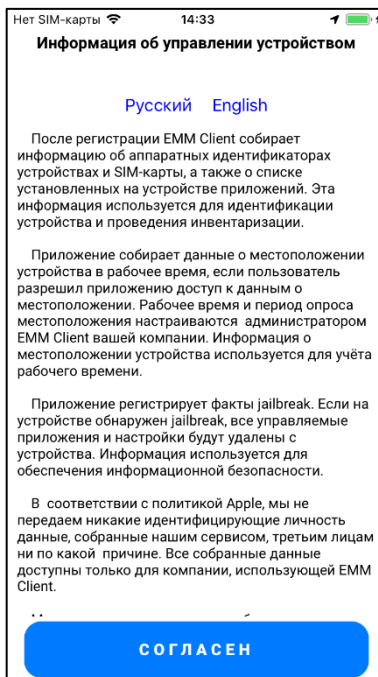 Нет SIM-карты 14:33
Информация об управлении устройством
Русский English
После регистрации EMM Client собирает
информацию об аппаратных идентификаторах
устройствах и SIM-карты, а также о списке
установленных на устройстве приложений. Эта
информация используется для идентификации
устройства и проведения инвентаризации.
Приложение собирает данные о местоположении
устройства в рабочее время, если пользователь
разрешил приложению доступ к данным о
местоположении. Рабочее время и период опроса
местоположения настраиваются администратором
EMM Client вашей компании. Информация о
местоположении устройства используется для учёта
рабочего времени.
Приложение регистрирует факты jailbreak. Если на
устройстве обнаружен jailbreak, все управляемые
приложения и настройки будут удалены с
устройства. Информация используется для
обеспечения информационной безопасности.
В соответствии с политикой Apple, мы не
передаем никакие идентифицирующие личность
данные, собранные нашим сервисом, третьим лицам
ни по какой причине. Все собранные данные
доступны только для компании, использующей EMM
Client.
СОГЛАСЕН